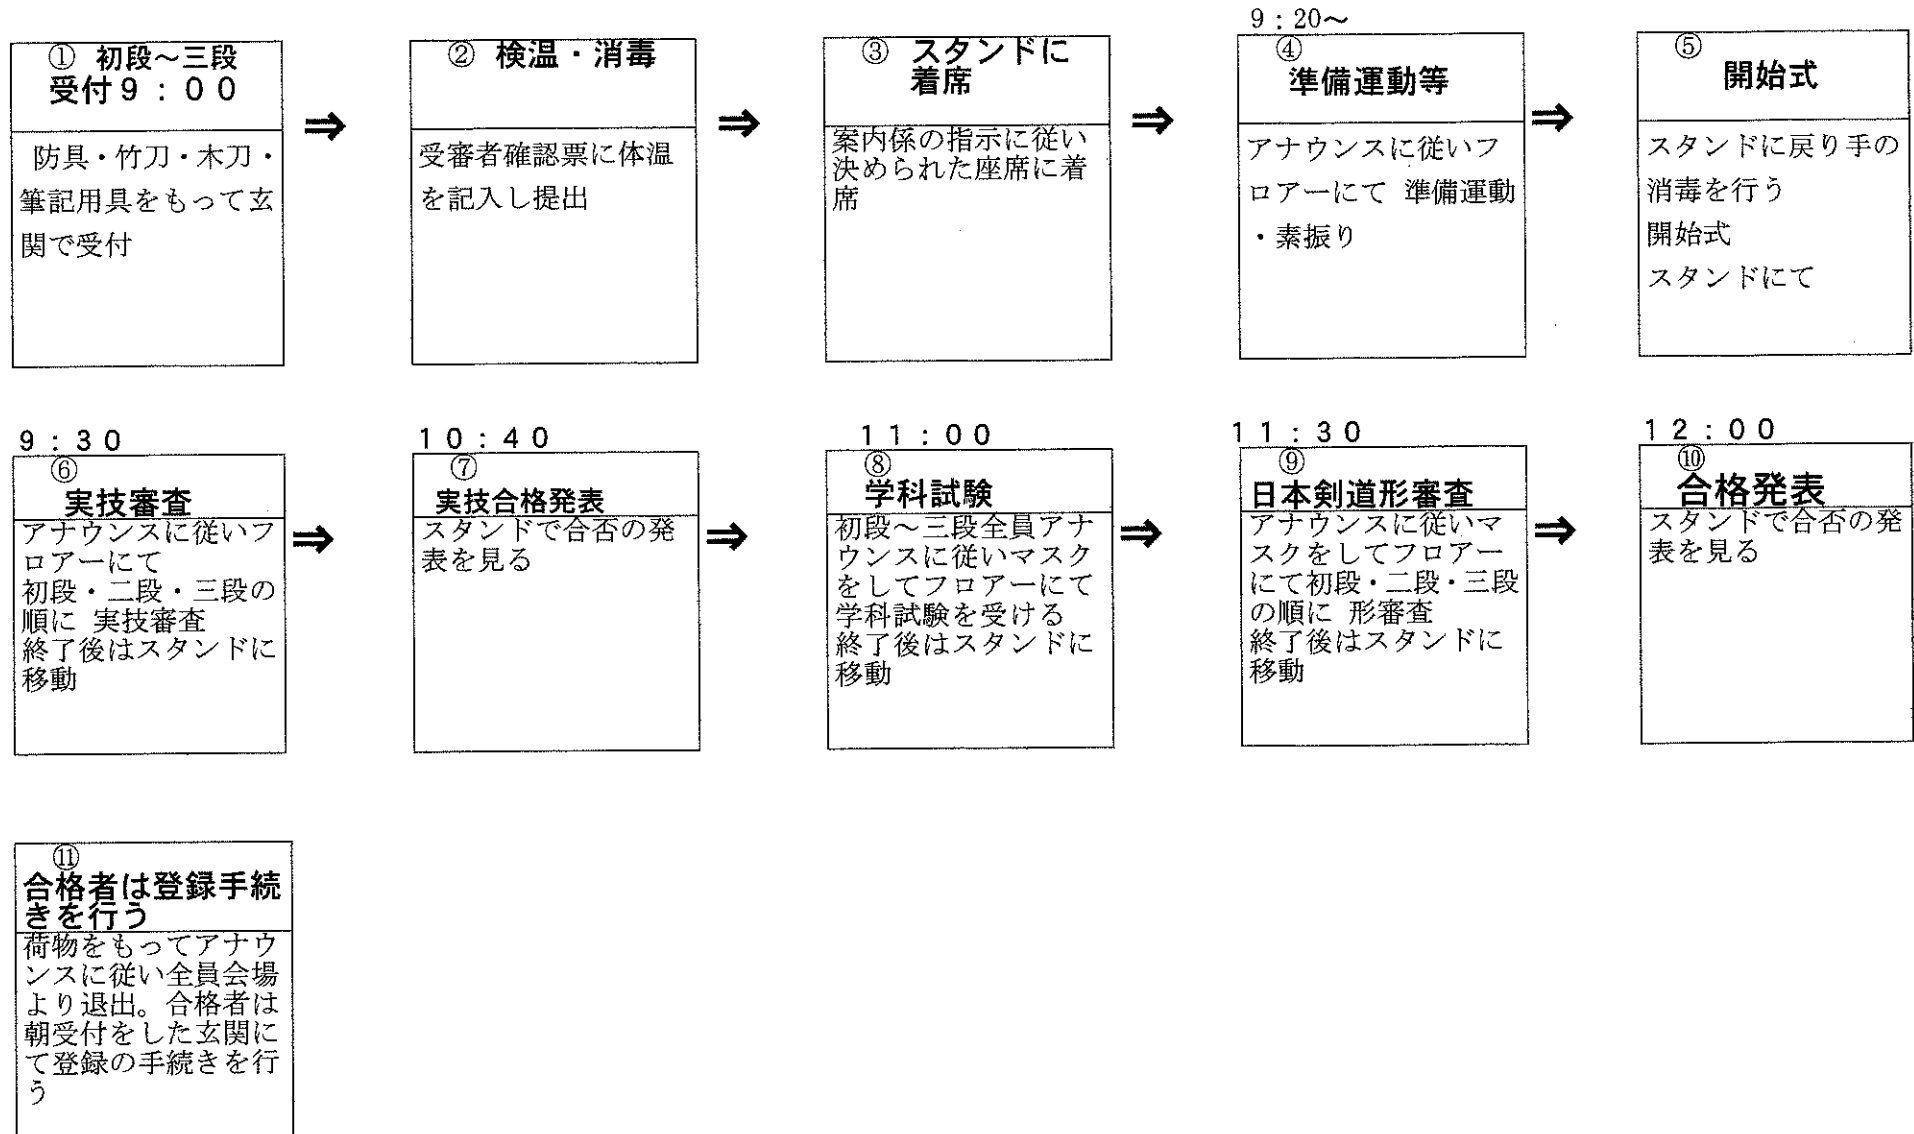 ① 初段～三段
受付９：００
防具・竹刀・木刀・
筆記用具をもって玄
関で受付
⇒
② 検温・消毒
受審者確認票に体温
を記入し提出
⇒
③ スタンドに
着席
案内係の指示に従い
決められた座席に着
席
⇒
9：20～
④
準備運動等
アナウンスに従いフ
ロアーにて 準備運動
・素振り
⇒
⑤
開始式
スタンドに戻り手の
消毒を行う
開始式
スタンドにて
９：３０
⑥
実技審査
アナウンスに従いフ
ロアーにて
初段・二段・三段の
順に 実技審査
終了後はスタンドに
移動
⇒
１０：４０
⑦
実技合格発表
スタンドで合否の発
表を見る
⇒
１１：００
⑧
学科試験
初段～三段全員アナ
ウンスに従いマスク
をしてフロアーにて
学科試験を受ける
終了後はスタンドに
移動
⇒
１１：３０
⑨
日本剣道形審査
アナウンスに従いマ
スクをしてフロアー
にて初段・二段・三段
の順に 形審査
終了後はスタンドに
移動
⇒
１２：００
⑩
合格発表
スタンドで合否の発
表を見る
⑪
合格者は登録手続
きを行う
荷物をもってアナウ
ンスに従い全員会場
より退出。合格者は
朝受付をした玄関に
て登録の手続きを行
う